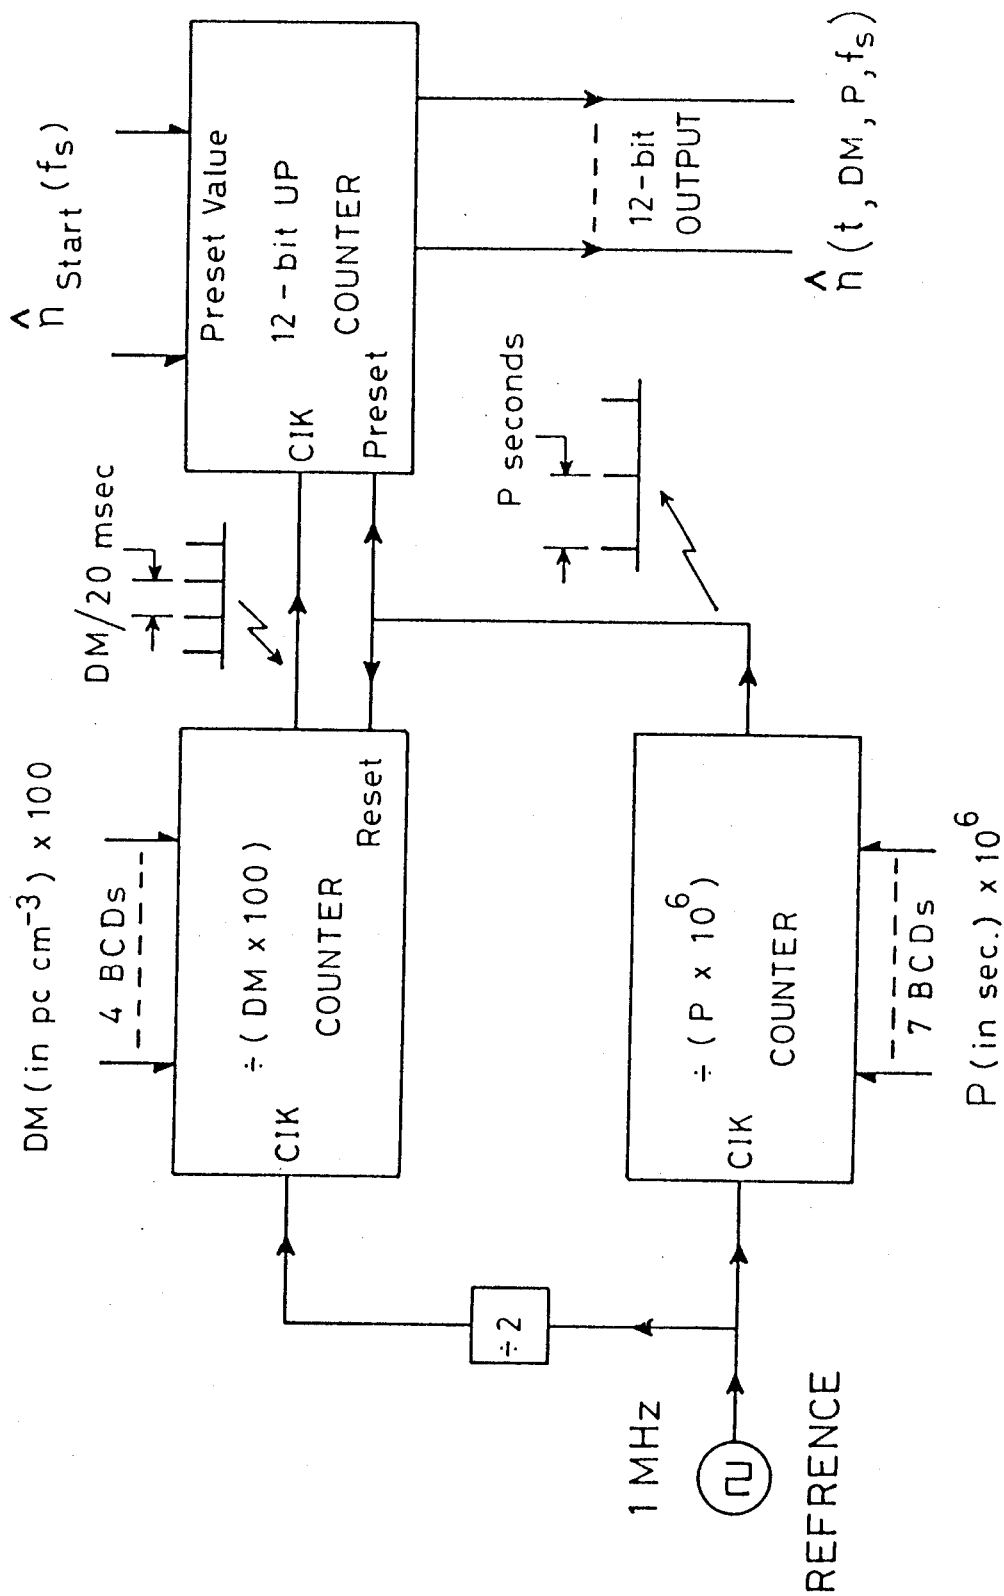 DM (in pc cm⁻³) x 100
4 BCDs
CIK
÷ ( DM x 100 )
COUNTER
Reset
DM/20 msec
n̂ Start (fs)
Preset Value
12-bit UP
COUNTER
CIK
Preset
÷2
1 MHz
REFRENCE
CIK
÷ ( P x 10⁶ )
COUNTER
7 BCDs
P (in sec.) x 10⁶
P seconds
12-bit
OUTPUT
n̂ (t, DM, P, fs)